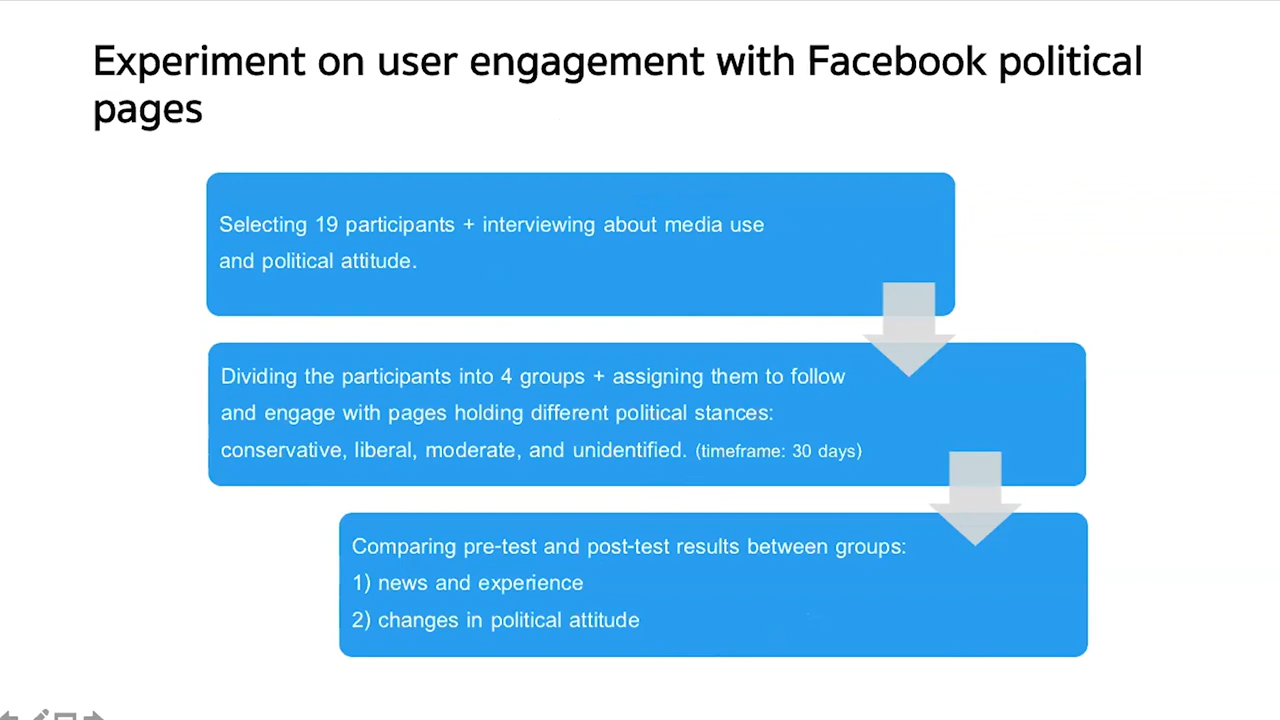 Experiment on user engagement with Facebook political
pages
Selecting 19 participants + interviewing about media use
and political attitude.
Dividing the participants into 4 groups + assigning them to follow
and engage with pages holding different political stances:
conservative, liberal, moderate, and unidentified. (timeframe: 30 days)
Comparing pre-test and post-test results between groups:
1) news and experience
2) changes in political attitude